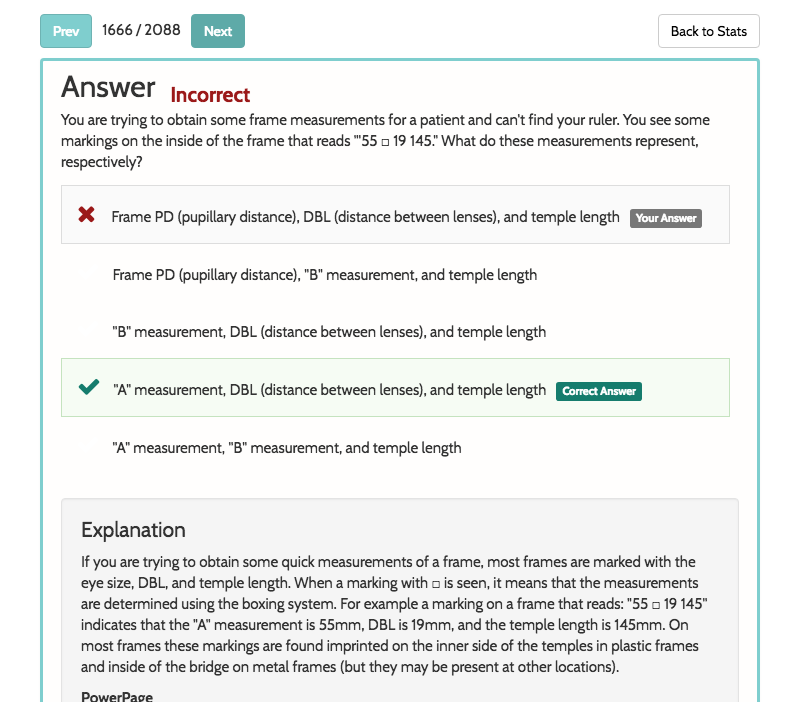 Prev 1666 / 2088 Next Back to Stats
Answer Incorrect
You are trying to obtain some frame measurements for a patient and can't find your ruler. You see some
markings on the inside of the frame that reads "'55 □ 19 145." What do these measurements represent,
respectively?
Frame PD (pupillary distance), DBL (distance between lenses), and temple length Your Answer
Frame PD (pupillary distance), "B" measurement, and temple length
"B" measurement, DBL (distance between lenses), and temple length
"A" measurement, DBL (distance between lenses), and temple length Correct Answer
"A" measurement, "B" measurement, and temple length
Explanation
If you are trying to obtain some quick measurements of a frame, most frames are marked with the
eye size, DBL, and temple length. When a marking with □ is seen, it means that the measurements
are determined using the boxing system. For example a marking on a frame that reads: "55 □ 19 145"
indicates that the "A" measurement is 55mm, DBL is 19mm, and the temple length is 145mm. On
most frames these markings are found imprinted on the inner side of the temples in plastic frames
and inside of the bridge on metal frames (but they may be present at other locations).
PowerPage